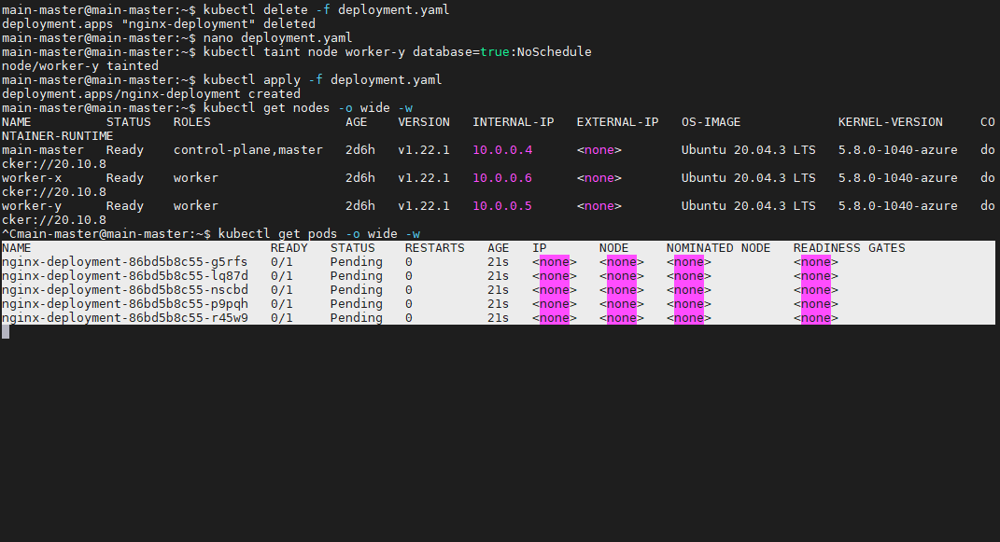 main-master@main-master:~$ kubectl delete -f deployment.yaml
deployment.apps "nginx-deployment" deleted
main-master@main-master:~$ nano deployment.yaml
main-master@main-master:~$ kubectl taint node worker-y database=true:NoSchedule
node/worker-y tainted
main-master@main-master:~$ kubectl apply -f deployment.yaml
deployment.apps/nginx-deployment created
main-master@main-master:~$ kubectl get nodes -o wide -w
NAME          STATUS   ROLES                  AGE    VERSION   INTERNAL-IP   EXTERNAL-IP   OS-IMAGE             KERNEL-VERSION     CO
NTAINER-RUNTIME
main-master   Ready    control-plane,master   2d6h   v1.22.1   10.0.0.4      <none>        Ubuntu 20.04.3 LTS   5.8.0-1040-azure   do
cker://20.10.8
worker-x      Ready    worker                 2d6h   v1.22.1   10.0.0.6      <none>        Ubuntu 20.04.3 LTS   5.8.0-1040-azure   do
cker://20.10.8
worker-y      Ready    worker                 2d6h   v1.22.1   10.0.0.5      <none>        Ubuntu 20.04.3 LTS   5.8.0-1040-azure   do
cker://20.10.8
^Cmain-master@main-master:~$ kubectl get pods -o wide -w
NAME                                READY   STATUS    RESTARTS   AGE   IP       NODE     NOMINATED NODE   READINESS GATES
nginx-deployment-86bd5b8c55-g5rfs   0/1     Pending   0          21s   <none>   <none>   <none>           <none>
nginx-deployment-86bd5b8c55-lq87d   0/1     Pending   0          21s   <none>   <none>   <none>           <none>
nginx-deployment-86bd5b8c55-nscbd   0/1     Pending   0          21s   <none>   <none>   <none>           <none>
nginx-deployment-86bd5b8c55-p9pqh   0/1     Pending   0          21s   <none>   <none>   <none>           <none>
nginx-deployment-86bd5b8c55-r45w9   0/1     Pending   0          21s   <none>   <none>   <none>           <none>